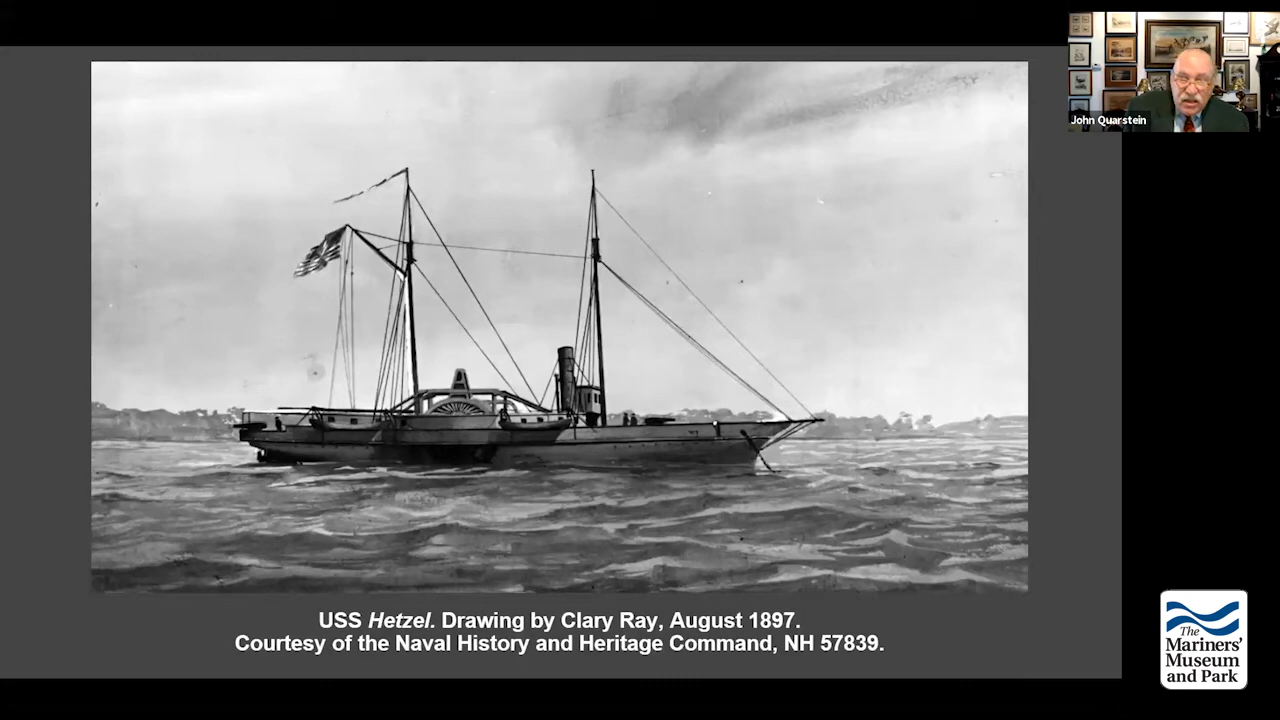 John Quarstein
USS Hetzel. Drawing by Clary Ray, August 1897.
Courtesy of the Naval History and Heritage Command, NH 57839.
The
Mariners'
Museum
and Park